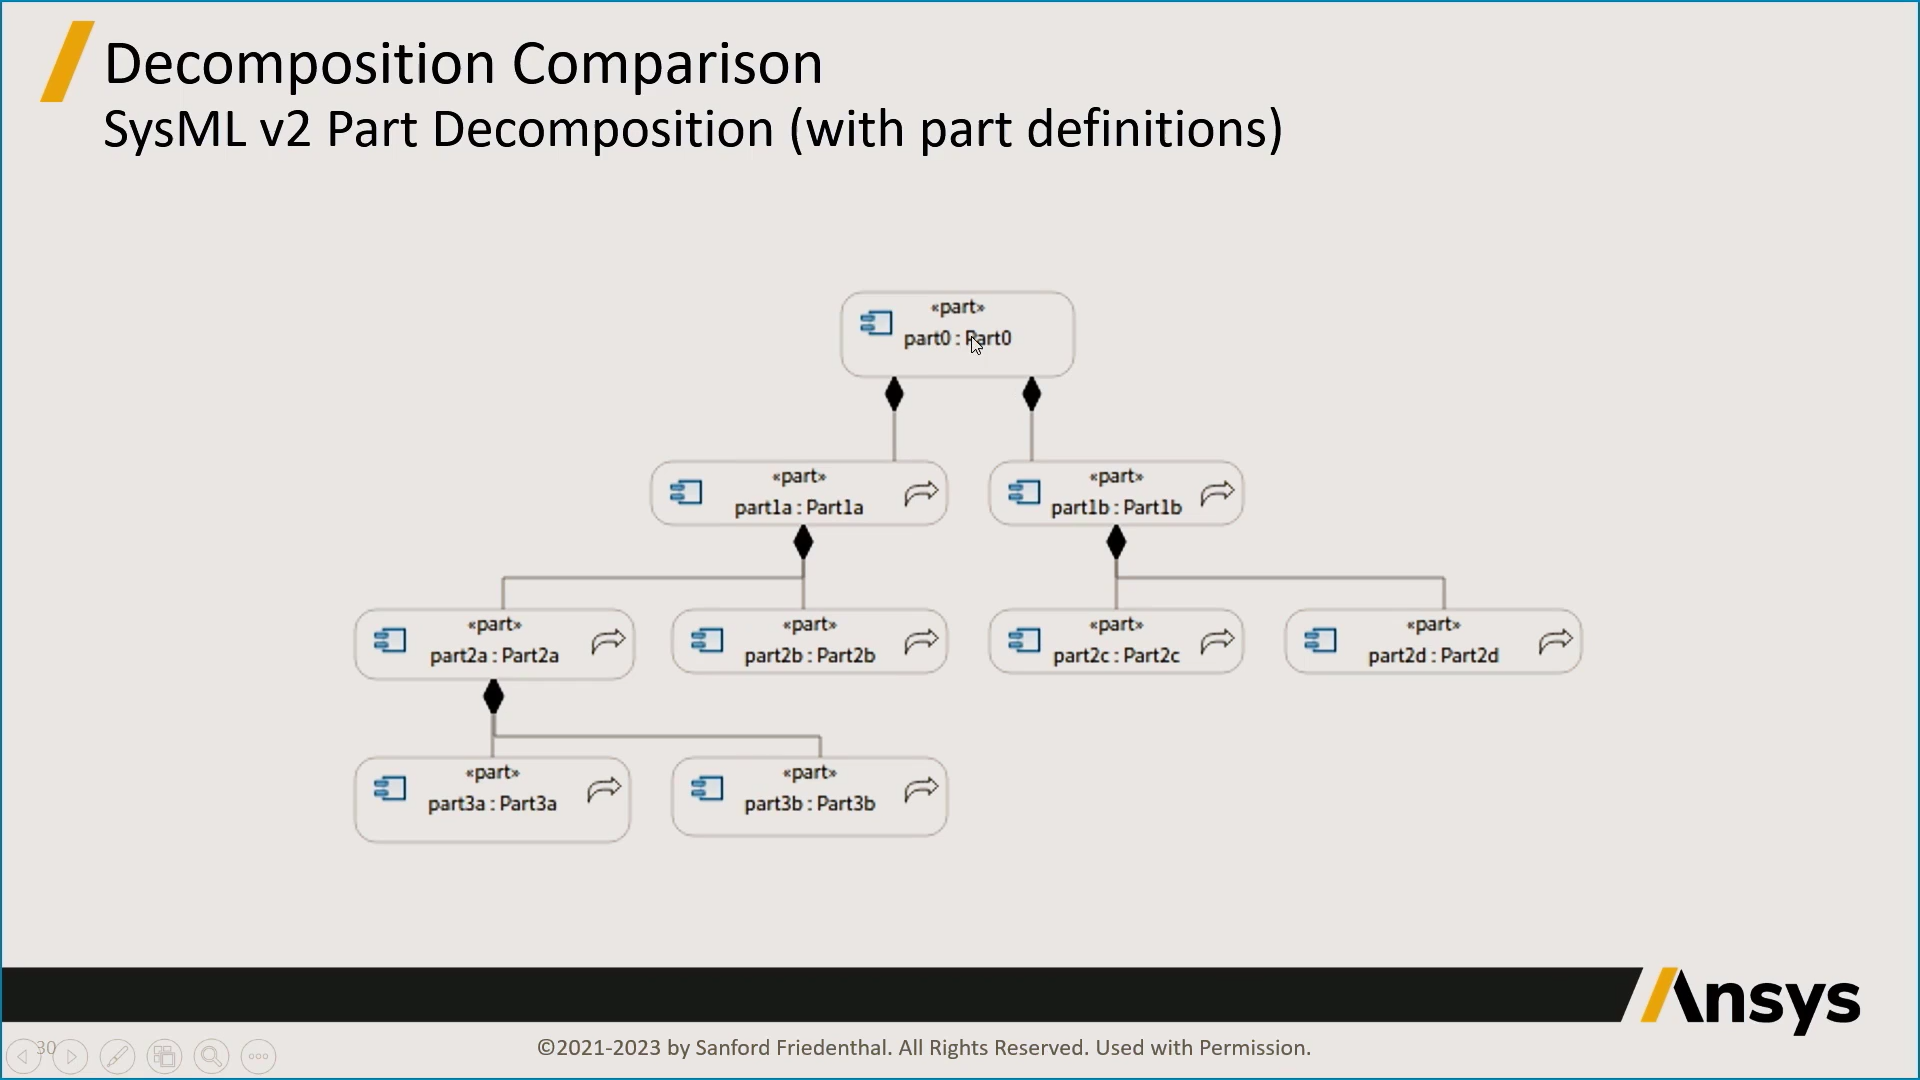 Decomposition Comparison
SysML v2 Part Decomposition (with part definitions)
«part»
part0 : Part0
«part»
part1a : Part1a
«part»
part1b : Part1b
«part»
part2a : Part2a
«part»
part2b : Part2b
«part»
part2c : Part2c
«part»
part2d : Part2d
«part»
part3a : Part3a
«part»
part3b : Part3b
Ansys
30
©2021-2023 by Sanford Friedenthal. All Rights Reserved. Used with Permission.